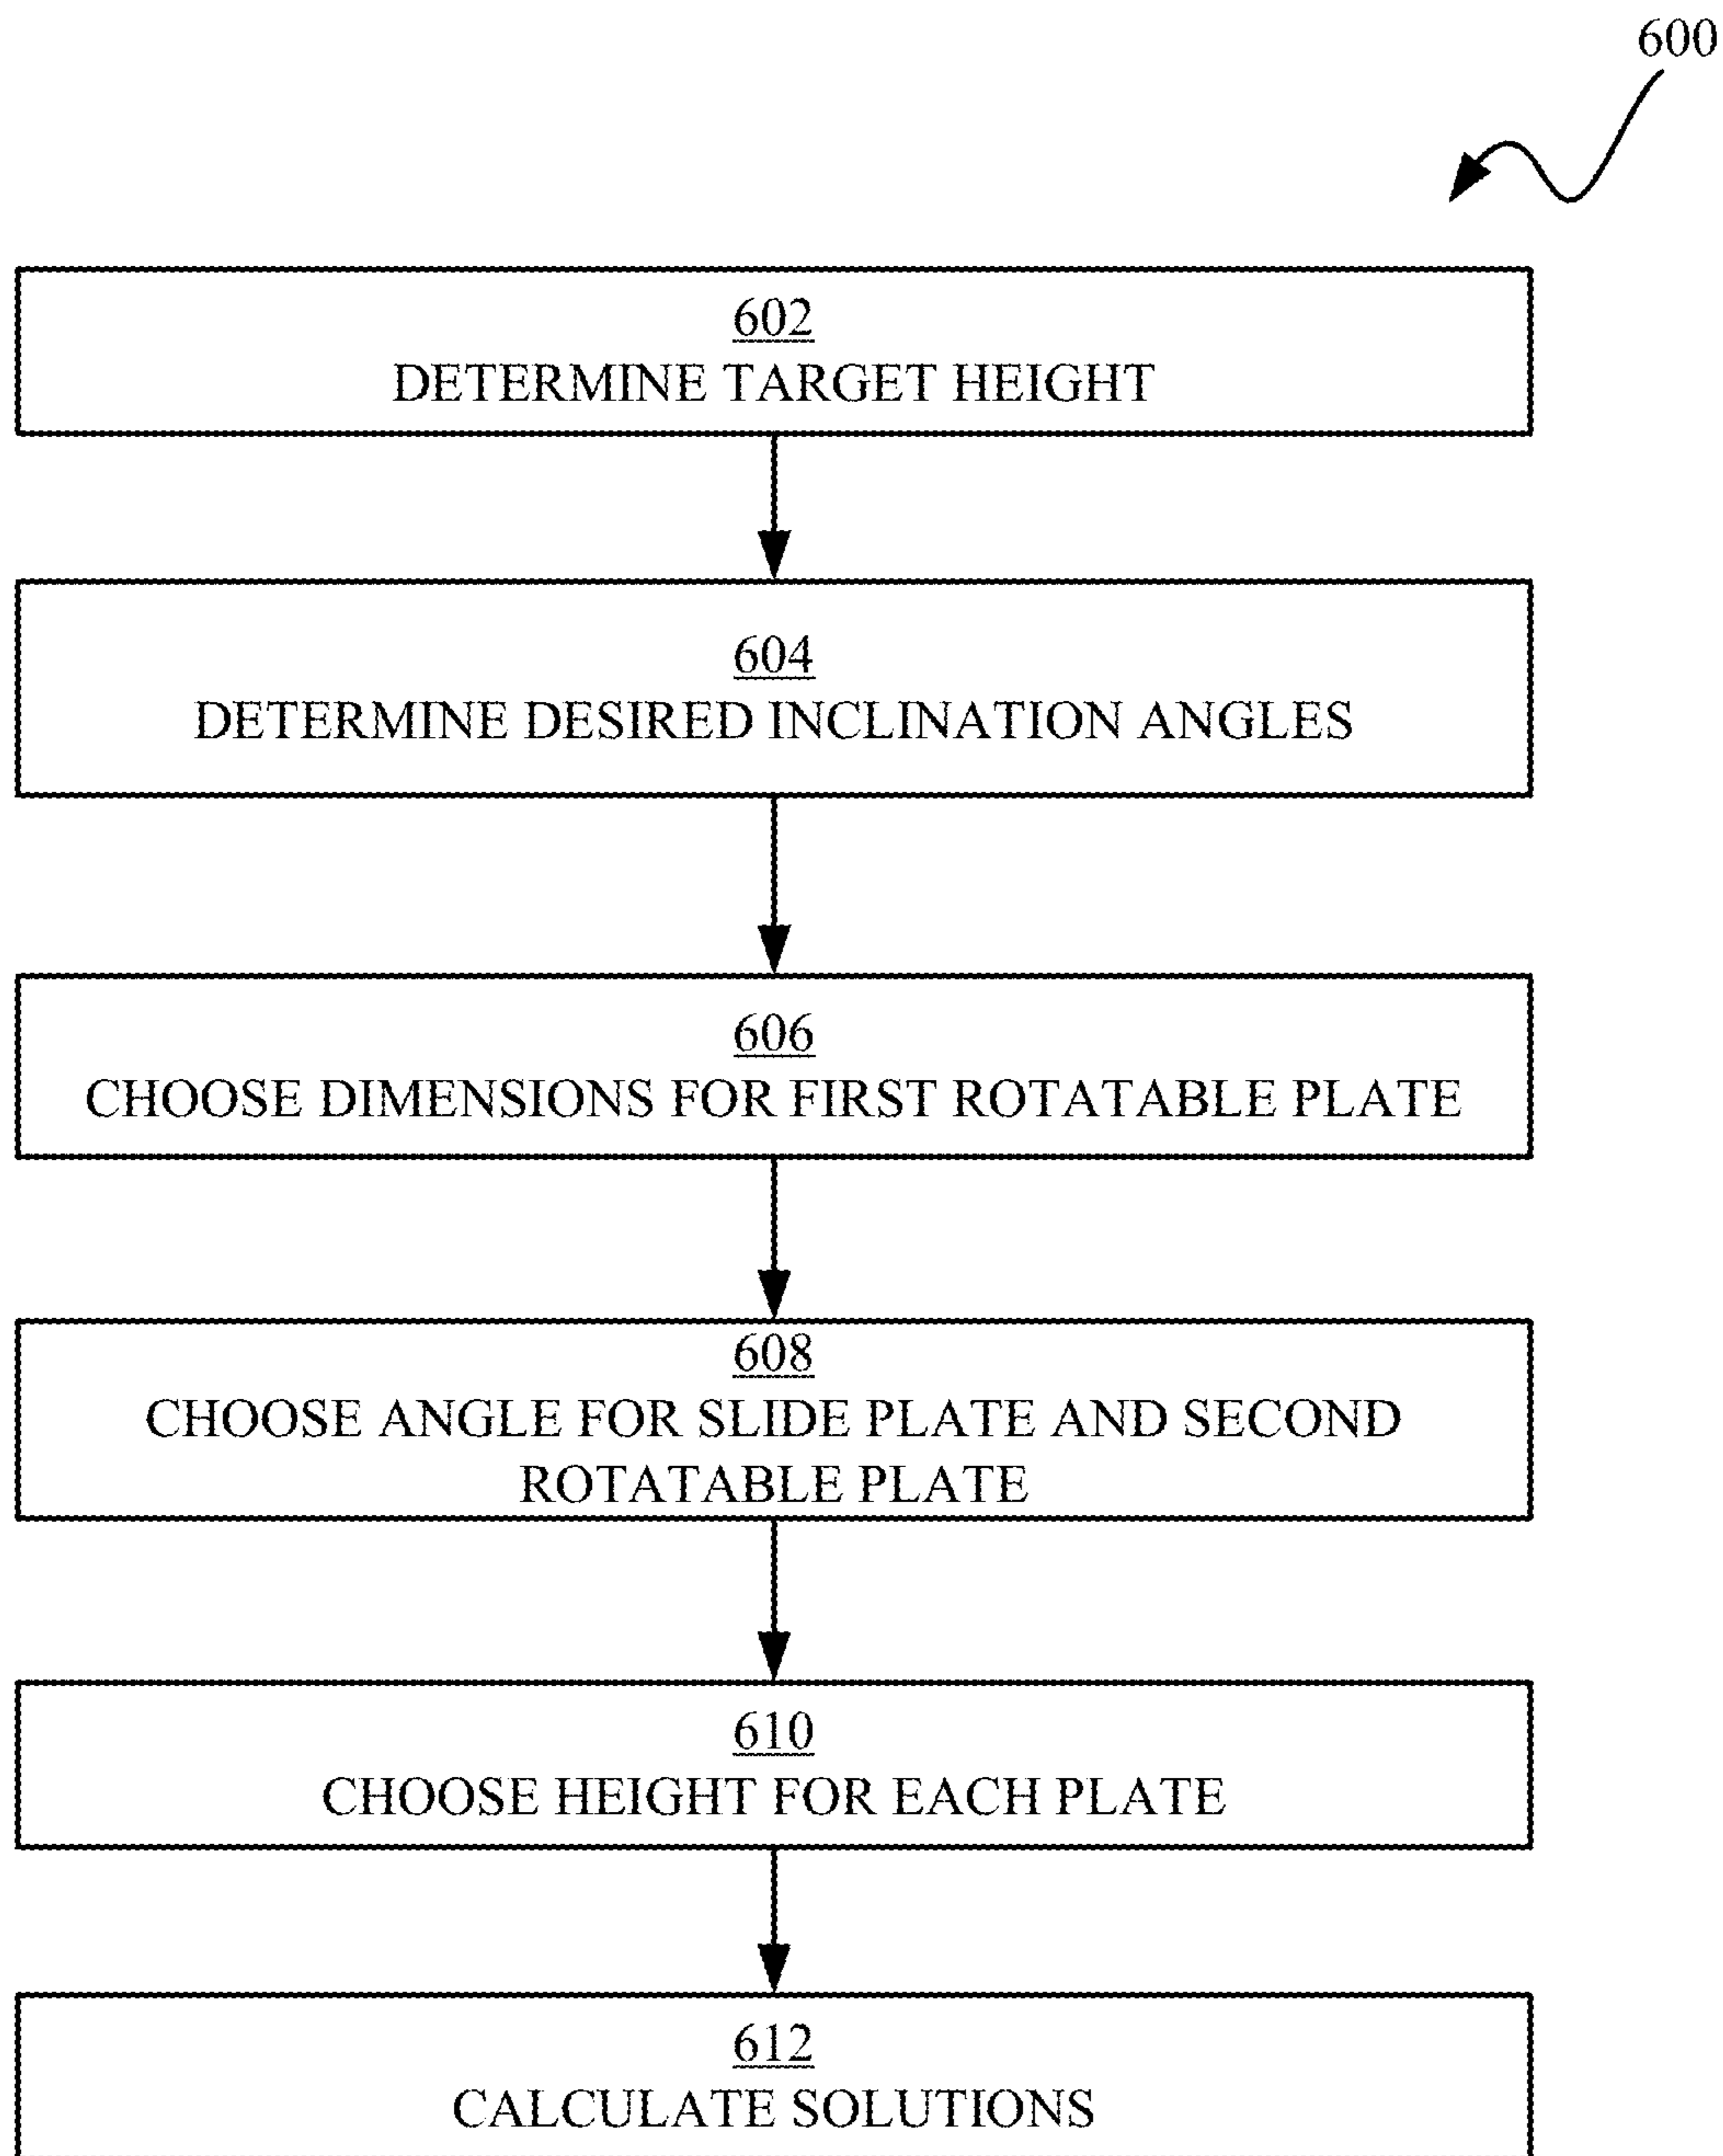 600
602
DETERMINE TARGET HEIGHT
604
DETERMINE DESIRED INCLINATION ANGLES
606
CHOOSE DIMENSIONS FOR FIRST ROTATABLE PLATE
608
CHOOSE ANGLE FOR SLIDE PLATE AND SECOND
ROTATABLE PLATE
610
CHOOSE HEIGHT FOR EACH PLATE
612
CALCULATE SOLUTIONS